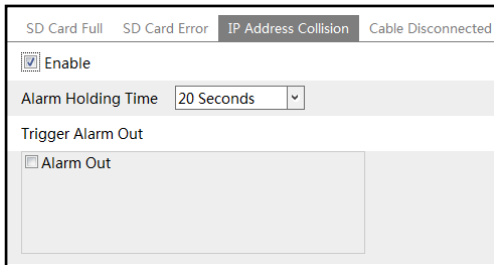 SD Card Full SD Card Error IP Address Collision Cable Disconnected
Enable
Alarm Holding Time 20 Seconds
Trigger Alarm Out
Alarm Out